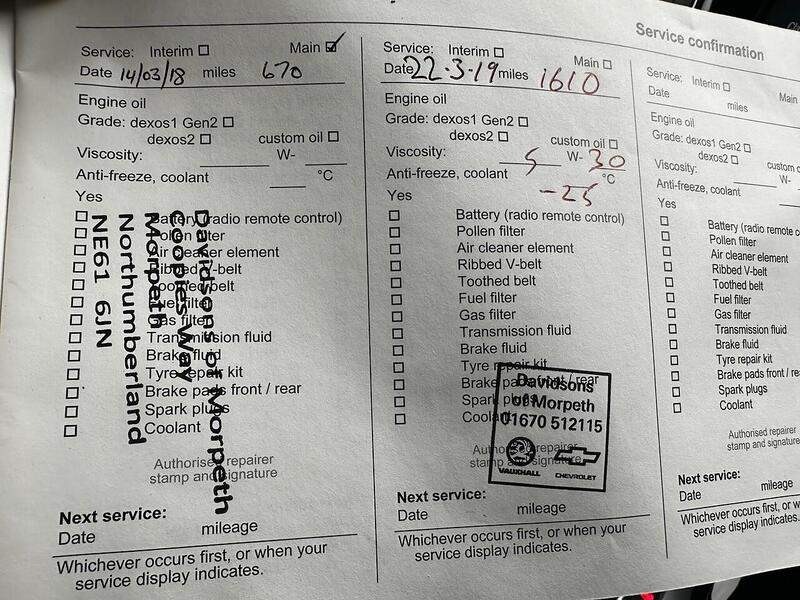 Service confirmation
Service: Interim ☐ Main ☑
Date 14/03/18 miles 670
Engine oil
Grade: dexos1 Gen2 ☐
dexos2 ☐ custom oil ☐
Viscosity: W-
Anti-freeze, coolant °C
Yes
☐ Battery (radio remote control)
☐ Pollen filter
☐ Air cleaner element
☐ Ribbed V-belt
☐ Toothed belt
☐ Fuel filter
☐ Gas filter
☐ Transmission fluid
☐ Brake fluid
☐ Tyre repair kit
☐ Brake pads front / rear
☐ Spark plugs
☐ Coolant
Davidsons of Morpeth
Coopies Way
Morpeth
Northumberland
NE61 6JN
Authorised repairer
stamp and signature
Next service:
Date mileage
Whichever occurs first, or when your
service display indicates.
Service: Interim ☐ Main ☐
Date 22-3-19 miles 1610
Engine oil
Grade: dexos1 Gen2 ☐
dexos2 ☐ custom oil ☐
Viscosity: 5 W- 30
Anti-freeze, coolant -25 °C
Yes
☐ Battery (radio remote control)
☐ Pollen filter
☐ Air cleaner element
☐ Ribbed V-belt
☐ Toothed belt
☐ Fuel filter
☐ Gas filter
☐ Transmission fluid
☐ Brake fluid
☐ Tyre repair kit
☐ Brake pads front / rear
☐ Spark plugs
☐ Coolant
Davidsons
of Morpeth
01670 512115
VAUXHALL CHEVROLET
Authorised repairer
stamp and signature
Next service:
Date mileage
Whichever occurs first, or when your
service display indicates.
Service: Interim ☐ Main
Date miles
Engine oil
Grade: dexos1 Gen2 ☐
dexos2 ☐ custom
Viscosity: W-
Anti-freeze, coolant
Yes
☐ Battery (radio remote
☐ Pollen filter
☐ Air cleaner element
☐ Ribbed V-belt
☐ Toothed belt
☐ Fuel filter
☐ Gas filter
☐ Transmission fluid
☐ Brake fluid
☐ Tyre repair kit
☐ Brake pads front / rear
☐ Spark plugs
☐ Coolant
Authorised repairer
stamp and signature
Next service:
Date mileage
Whichever occurs first, or w
service display indicates.